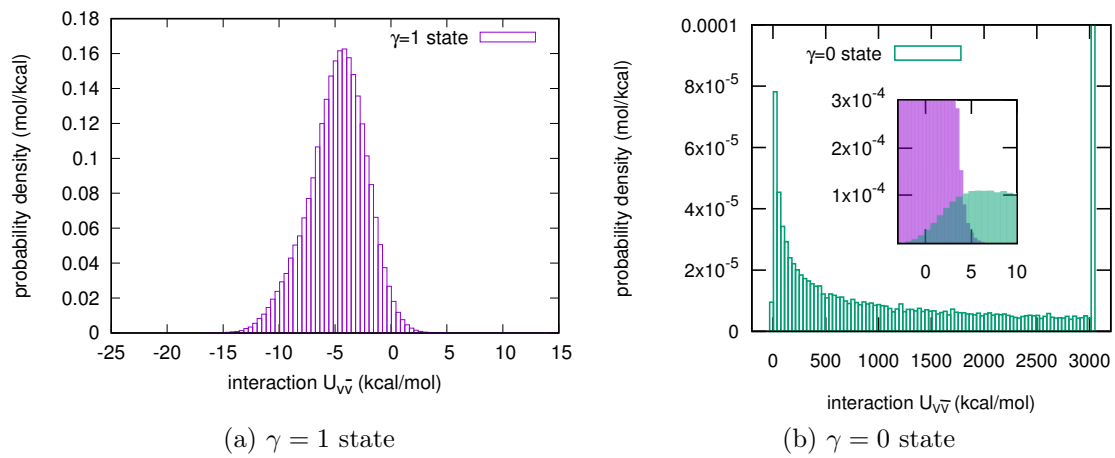 0.18
0.16
0.14
0.12
0.1
0.08
0.06
0.04
0.02
0
probability density (mol/kcal)
γ=1 state
-25 -20 -15 -10 -5 0 5 10 15
interaction Uvv̄ (kcal/mol)
(a) γ = 1 state
0.0001
8x10-5
6x10-5
4x10-5
2x10-5
0
probability density (mol/kcal)
γ=0 state
3x10-4
2x10-4
1x10-4
0 5 10
0 500 1000 1500 2000 2500 3000
interaction Uvv̄ (kcal/mol)
(b) γ = 0 state